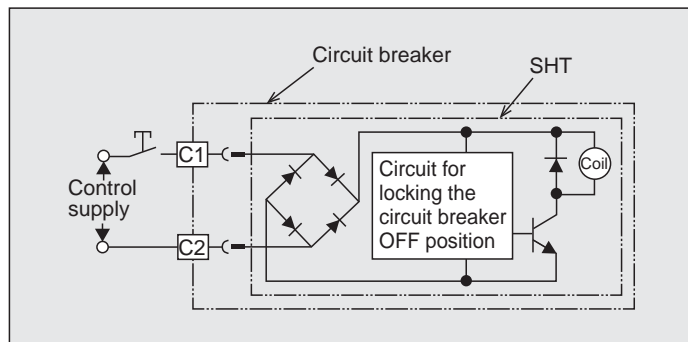 Circuit breaker
SHT
C1
Control
supply
C2
Circuit for
locking the
circuit breaker
OFF position
Coil